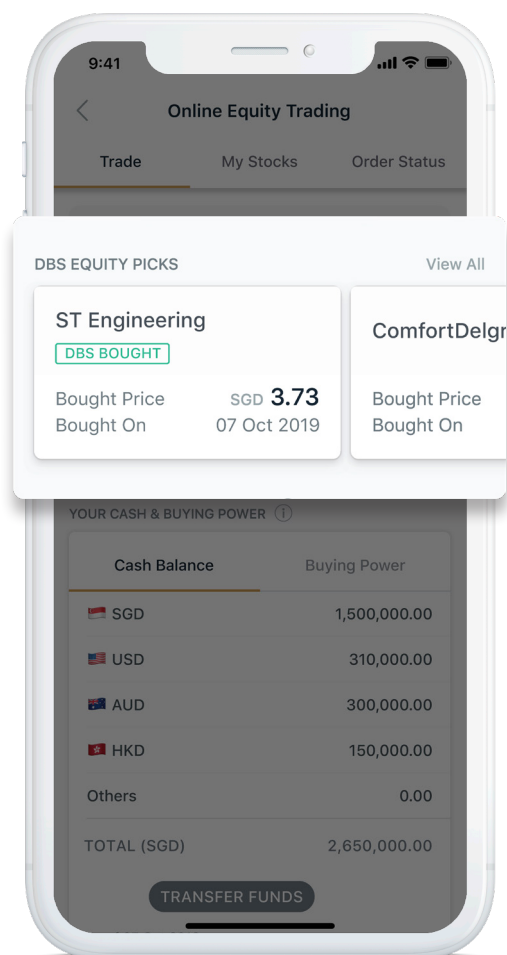 9:41
Online Equity Trading
Trade My Stocks Order Status
DBS EQUITY PICKS View All
ST Engineering
DBS BOUGHT
Bought Price SGD 3.73
Bought On 07 Oct 2019
Bought Price
Bought On
YOUR CASH & BUYING POWER
Cash Balance Buying Power
SGD 1,500,000.00
USD 310,000.00
AUD 300,000.00
HKD 150,000.00
Others 0.00
TOTAL (SGD) 2,650,000.00
TRANSFER FUNDS